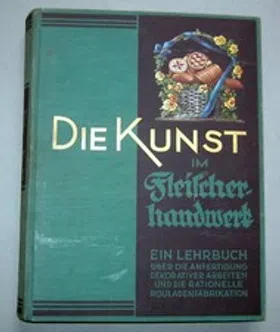 DIE KUNST
IM
Fleischer-
handwerk
EIN LEHRBUCH
ÜBER DIE ANFERTIGUNG
DEKORATIVER ARBEITEN
UND DIE RATIONELLE
ROULADENFABRIKATION